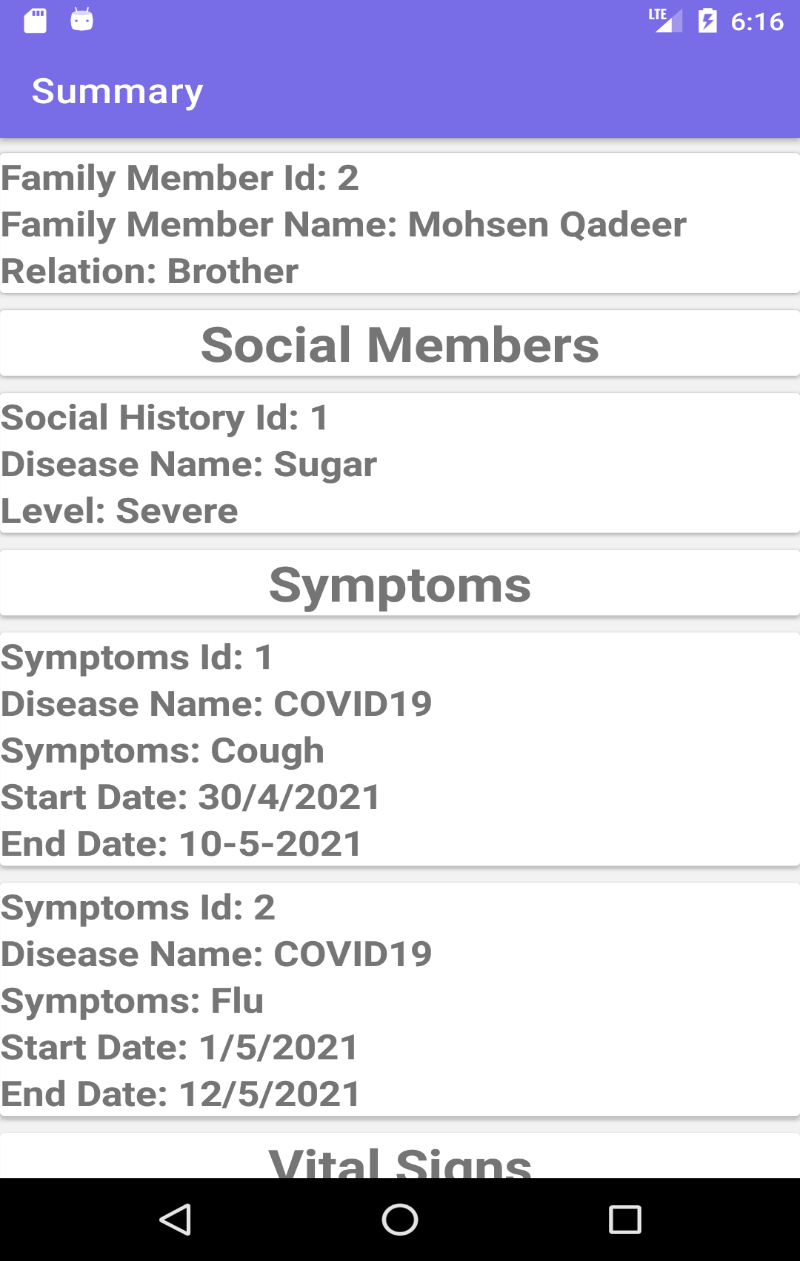 LTE 6:16
Summary
Family Member Id: 2
Family Member Name: Mohsen Qadeer
Relation: Brother
Social Members
Social History Id: 1
Disease Name: Sugar
Level: Severe
Symptoms
Symptoms Id: 1
Disease Name: COVID19
Symptoms: Cough
Start Date: 30/4/2021
End Date: 10-5-2021
Symptoms Id: 2
Disease Name: COVID19
Symptoms: Flu
Start Date: 1/5/2021
End Date: 12/5/2021
Vital Signs